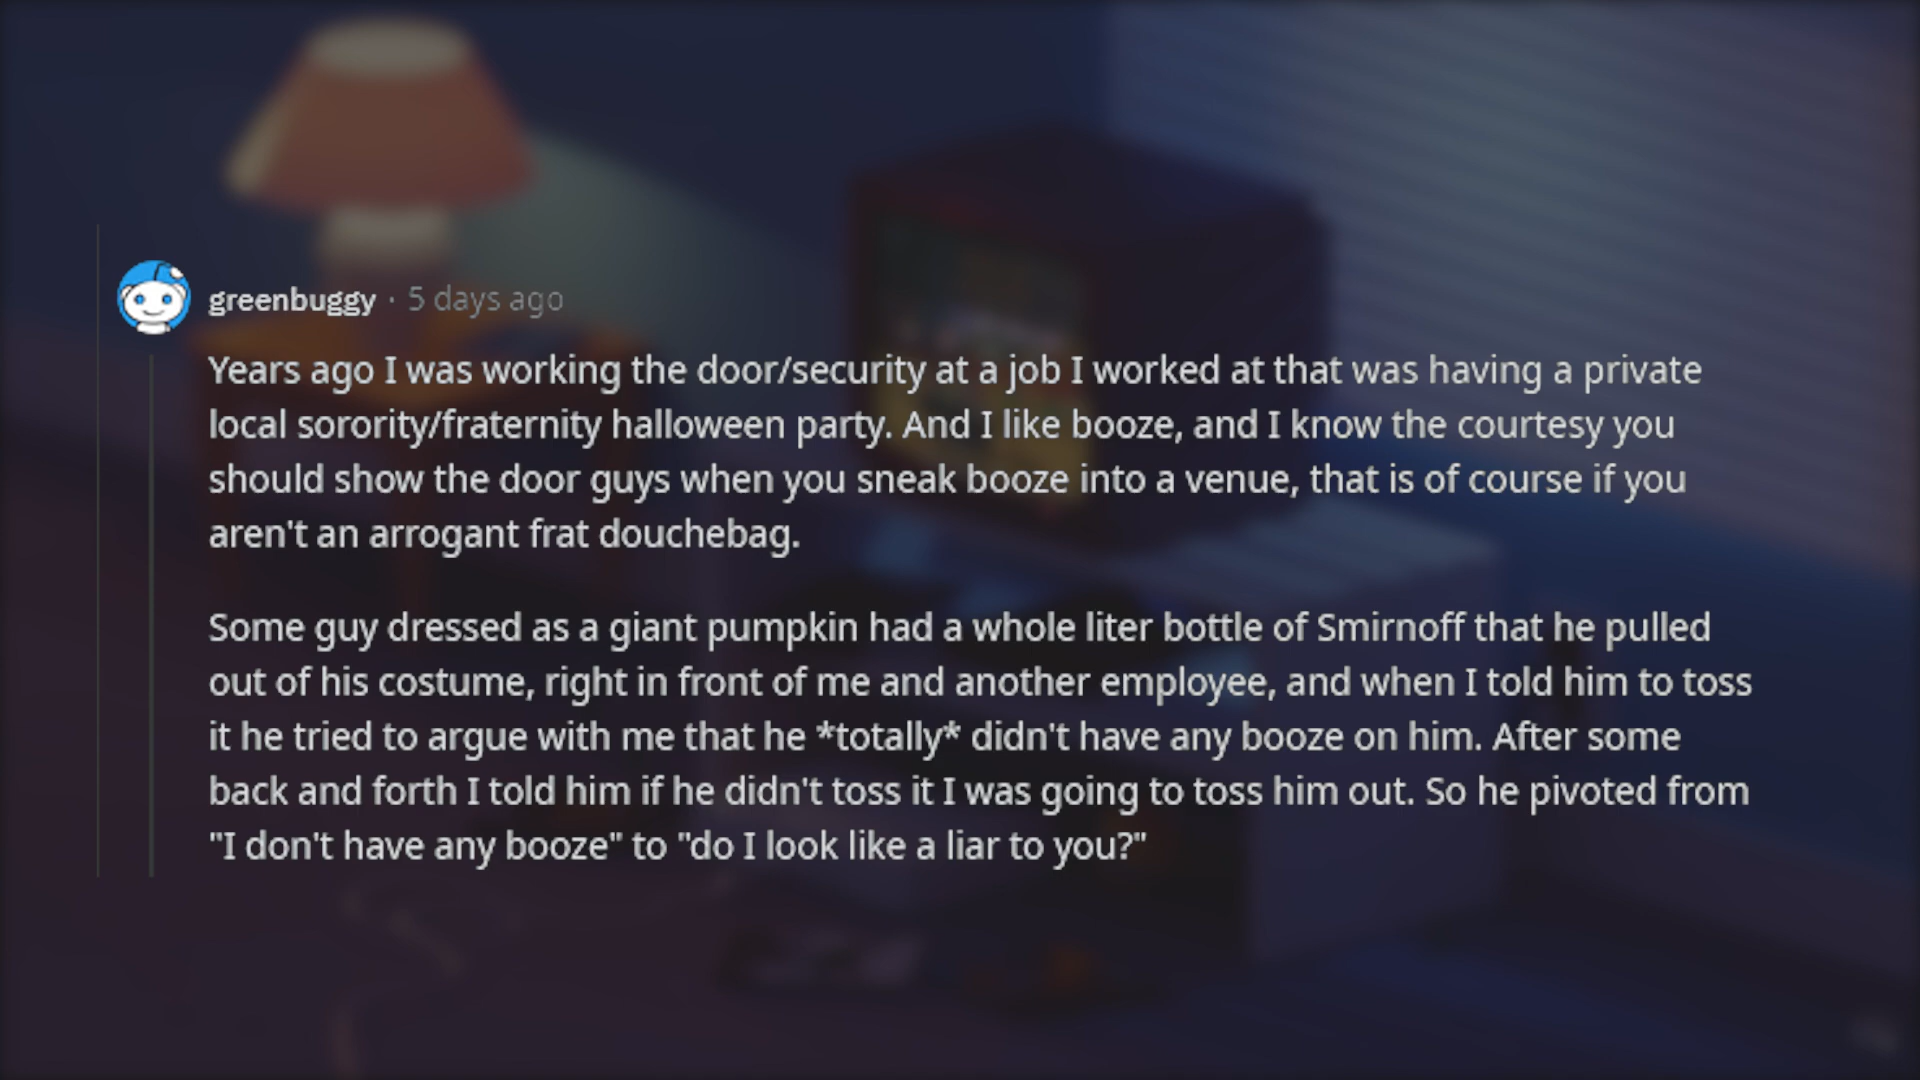 greenbuggy · 5 days ago
Years ago I was working the door/security at a job I worked at that was having a private
local sorority/fraternity halloween party. And I like booze, and I know the courtesy you
should show the door guys when you sneak booze into a venue, that is of course if you
aren't an arrogant frat douchebag.
Some guy dressed as a giant pumpkin had a whole liter bottle of Smirnoff that he pulled
out of his costume, right in front of me and another employee, and when I told him to toss
it he tried to argue with me that he *totally* didn't have any booze on him. After some
back and forth I told him if he didn't toss it I was going to toss him out. So he pivoted from
"I don't have any booze" to "do I look like a liar to you?"